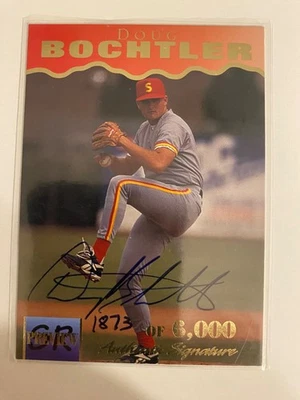 DOUG
BOCHTLER
S
1873 OF 6,000
Authentic Signature